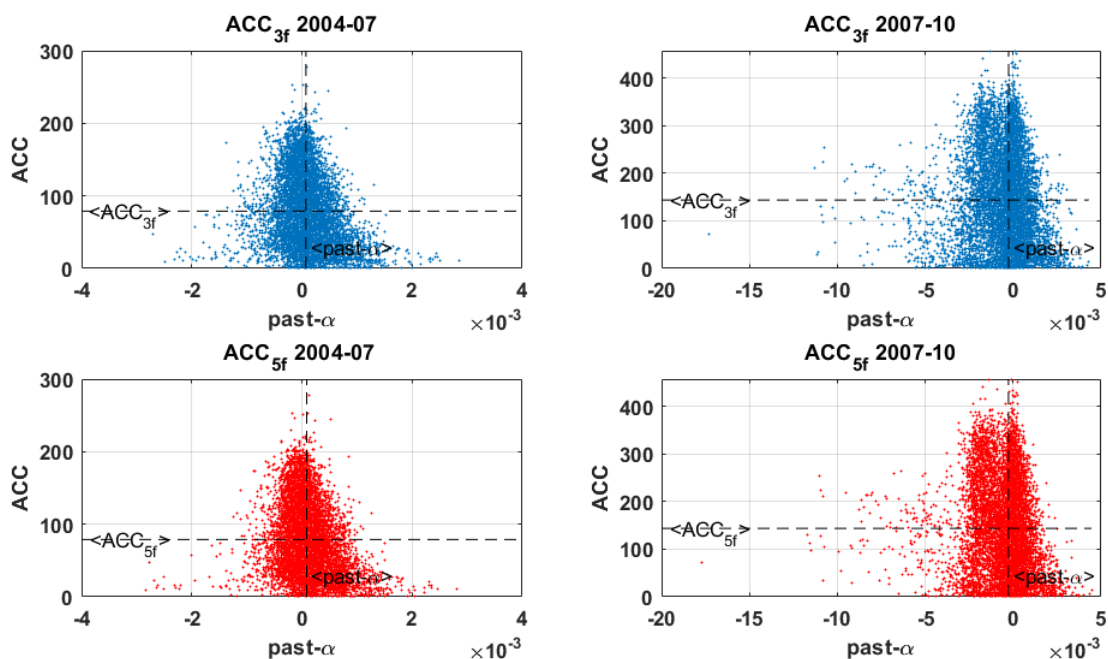 ACC3f 2004-07
300
200
100
0
ACC
<ACC3f>
<past-α>
-4
-2
0
2
4
past-α
×10-3
ACC3f 2007-10
400
300
200
100
0
ACC
<ACC3f>
<past-α>
-20
-15
-10
-5
0
5
past-α
×10-3
ACC5f 2004-07
300
200
100
0
ACC
<ACC5f>
<past-α>
-4
-2
0
2
4
past-α
×10-3
ACC5f 2007-10
400
300
200
100
0
ACC
<ACC5f>
<past-α>
-20
-15
-10
-5
0
5
past-α
×10-3